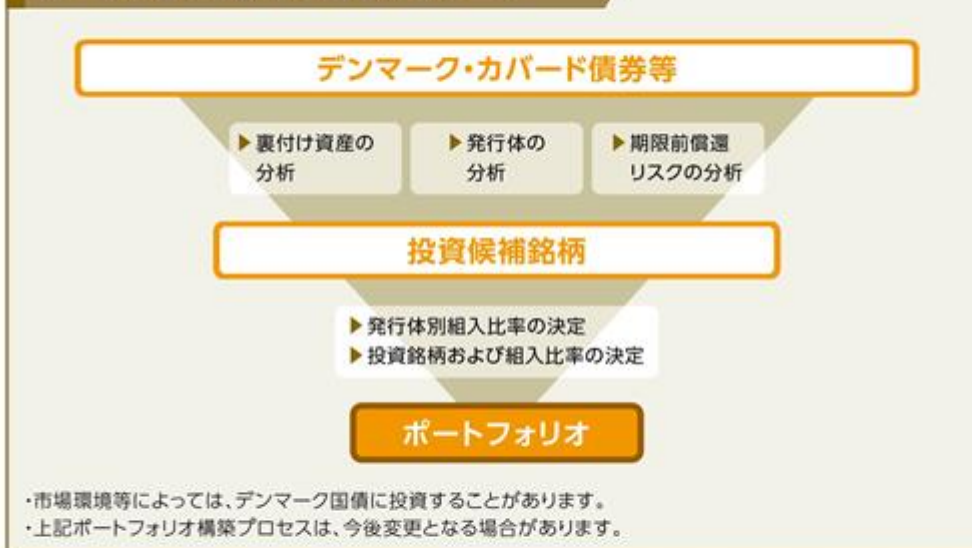 デンマーク・カバード債券等
▶裏付け資産の
分析
▶発行体の
分析
▶期限前償還
リスクの分析
投資候補銘柄
▶発行体別組入比率の決定
▶投資銘柄および組入比率の決定
ポートフォリオ
・市場環境等によっては、デンマーク国債に投資することがあります。
・上記ポートフォリオ構築プロセスは、今後変更となる場合があります。